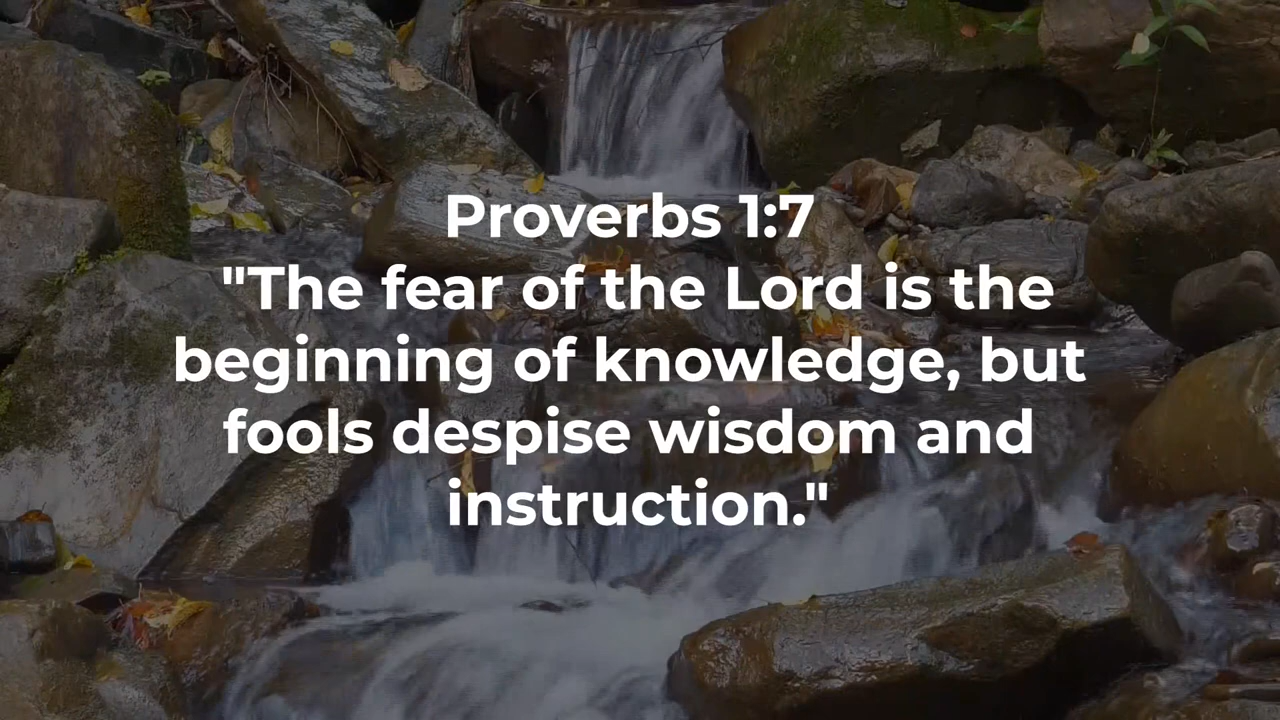 Proverbs 1:7
"The fear of the Lord is the
beginning of knowledge, but
fools despise wisdom and
instruction."